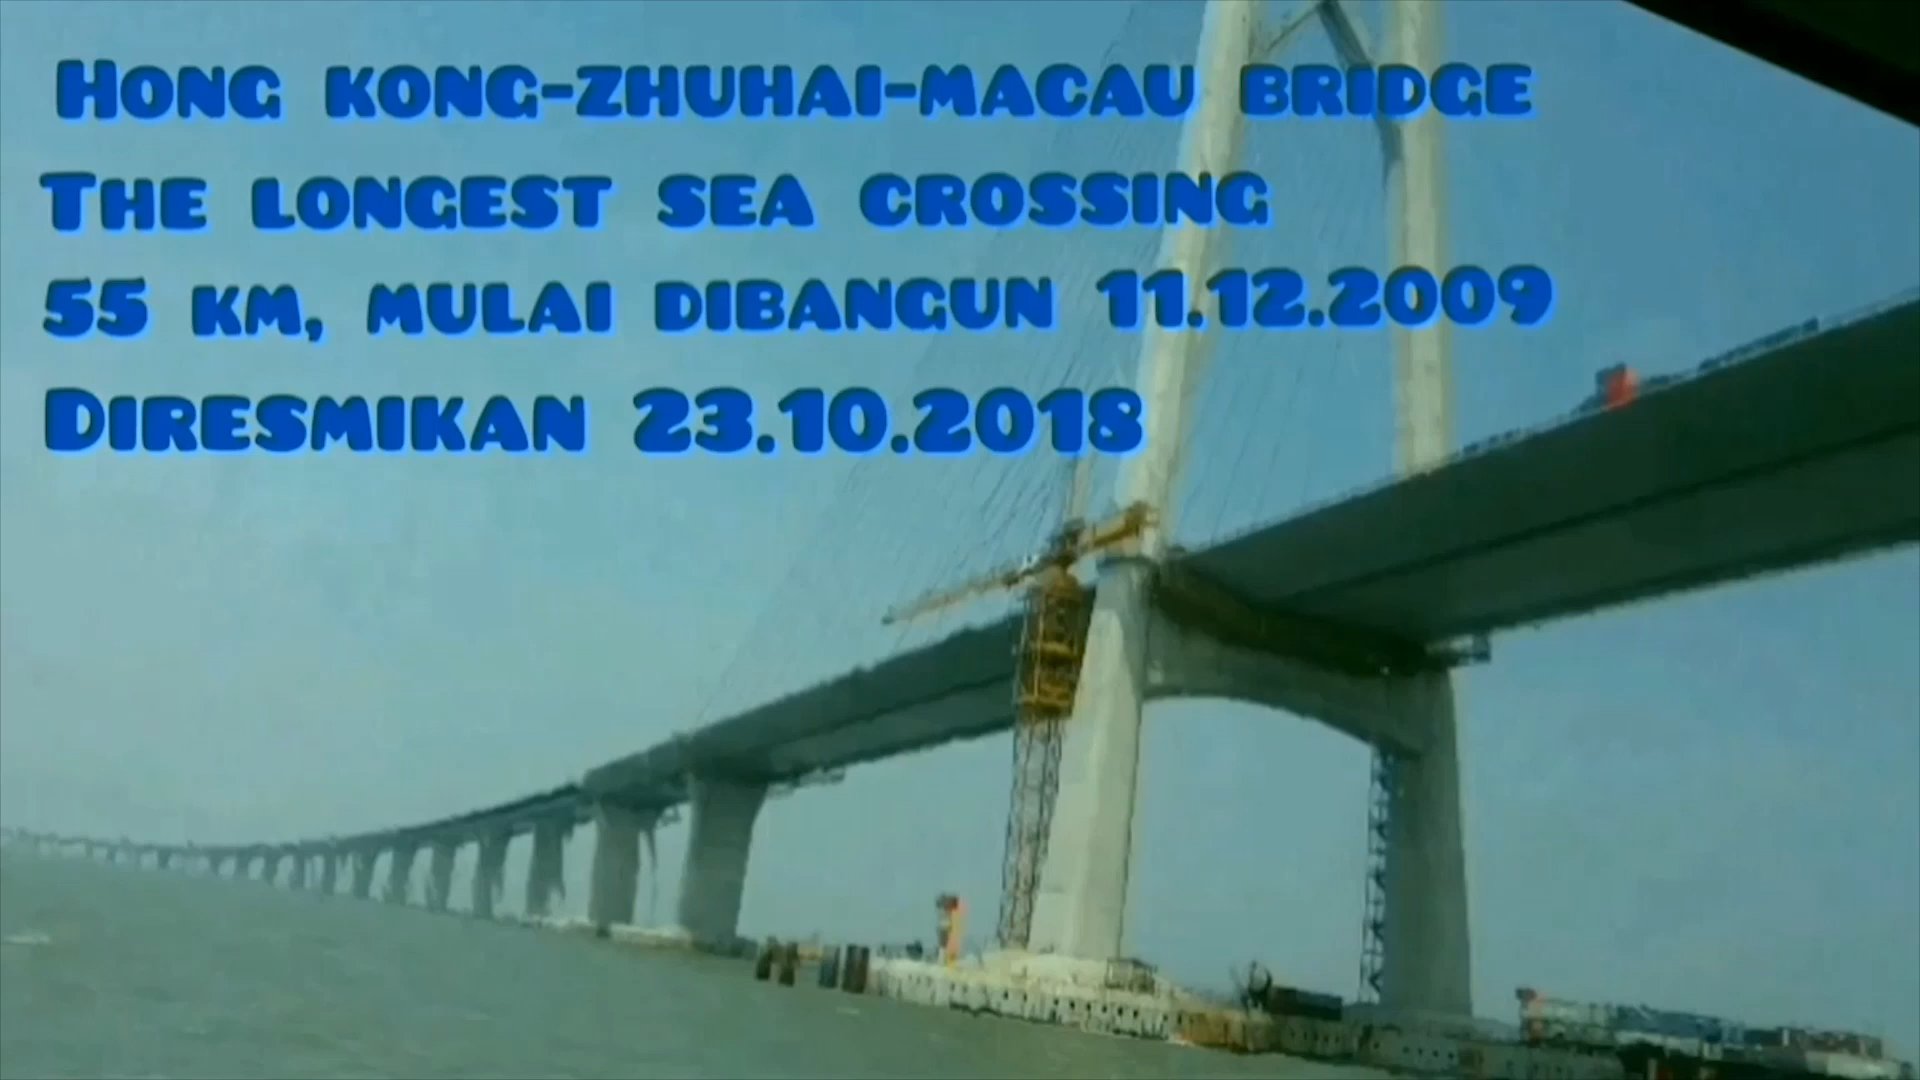 Hong kong-zhuhai-macau bridge
The longest sea crossing
55 km, mulai dibangun 11.12.2009
Diresmikan 23.10.2018